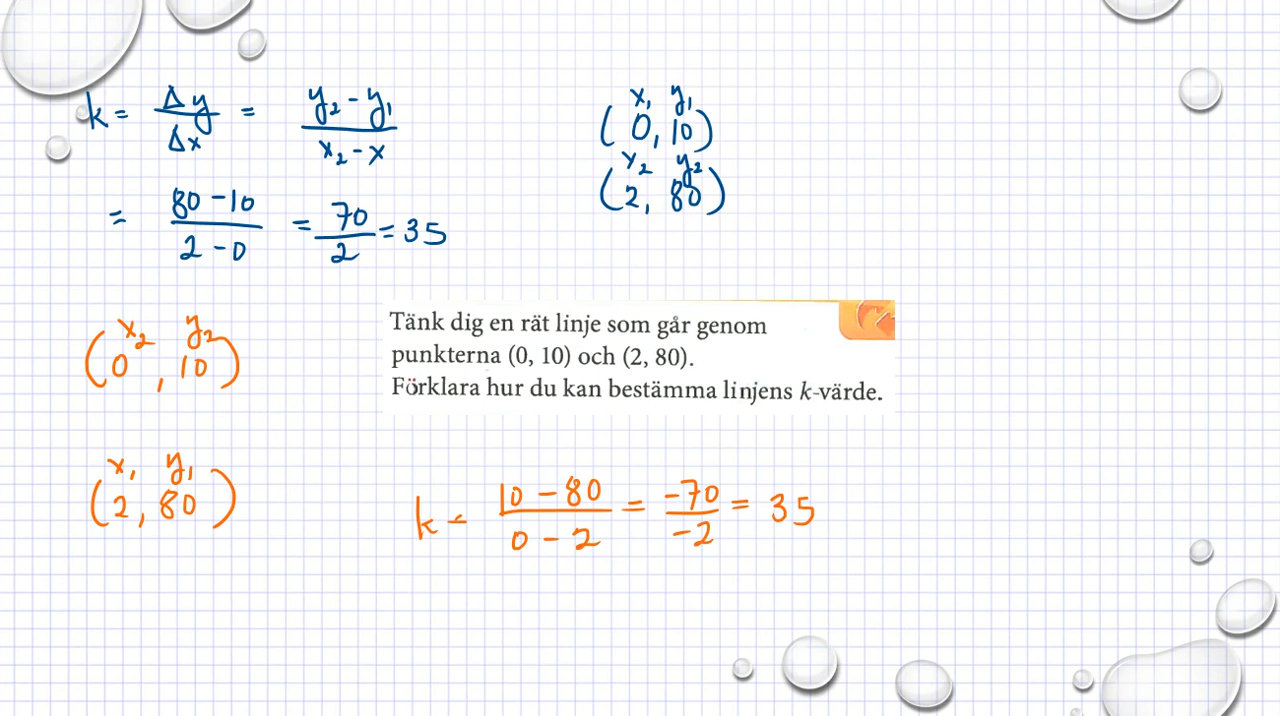 k = Δy/Δx = y₂ - y₁/x₂ - x
= 80 - 10/2 - 0 = 70/2 = 35
x₁ y₁
(0, 10)
x₂ y₂
(2, 80)
x₂ y₂
(0, 10)
Tänk dig en rät linje som går genom
punkterna (0, 10) och (2, 80).
Förklara hur du kan bestämma linjens k-värde.
x₁ y₁
(2, 80)
k = 10 - 80/0 - 2 = -70/-2 = 35